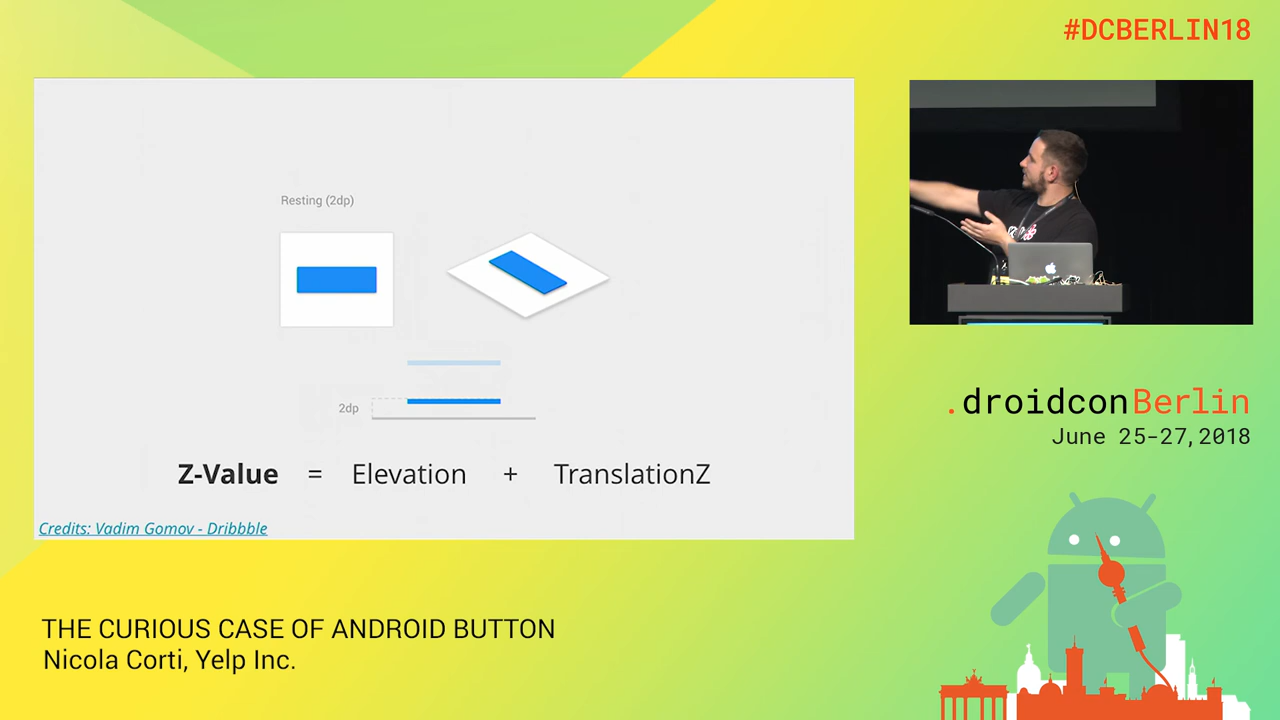 #DCBERLIN18
Resting (2dp)
2dp
Z-Value = Elevation + TranslationZ
Credits: Vadim Gomov - Dribbble
.droidconBerlin
June 25-27,2018
THE CURIOUS CASE OF ANDROID BUTTON
Nicola Corti, Yelp Inc.